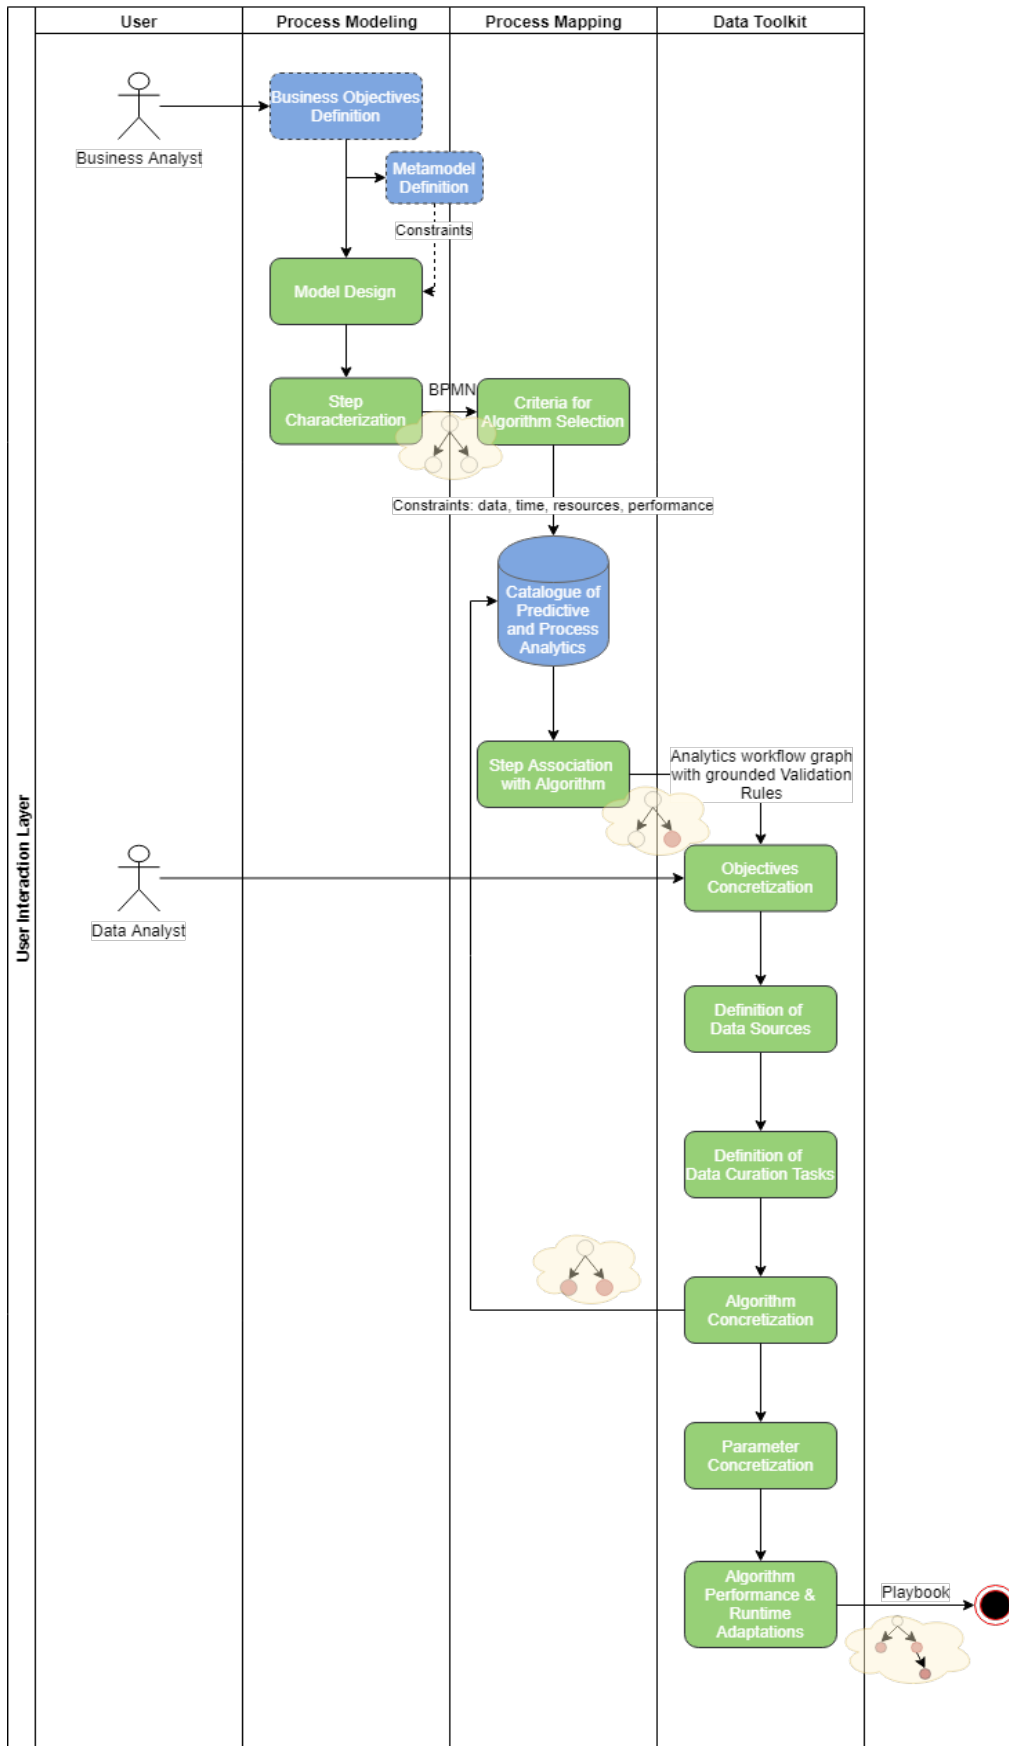 User
Process Modeling
Process Mapping
Data Toolkit
User Interaction Layer
Business Analyst
Business Objectives
Definition
Metamodel
Definition
Constraints
Model Design
Step
Characterization
BPMN
Criteria for
Algorithm Selection
Constraints: data, time, resources, performance
Catalogue of
Predictive
and Process
Analytics
Step Association
with Algorithm
Analytics workflow graph
with grounded Validation
Rules
Data Analyst
Objectives
Concretization
Definition of
Data Sources
Definition of
Data Curation Tasks
Algorithm
Concretization
Parameter
Concretization
Algorithm
Performance &
Runtime
Adaptations
Playbook